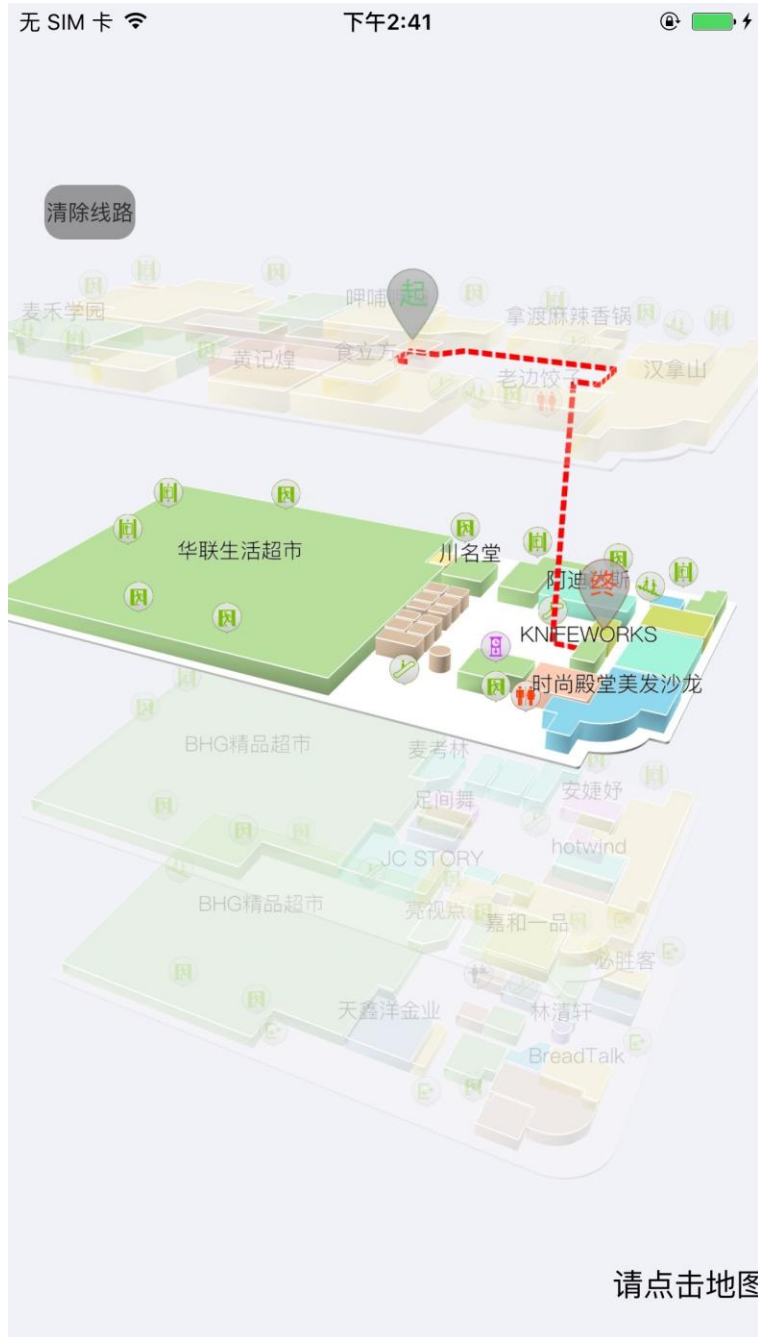 无 SIM 卡
下午2:41
清除线路
起
呷哺
麦禾学园
拿渡麻辣香锅
食立方
黄记煌
老边饺子
汉拿山
川名堂
华联生活超市
阿迪 斯
终
KNIFEWORKS
时尚殿堂美发沙龙
BHG精品超市
麦考林
安婕妤
足间舞
hotwind
JC STORY
BHG精品超市
亮视点
嘉和一品
必胜客
天鑫洋金业
林清轩
BreadTalk
请点击地图